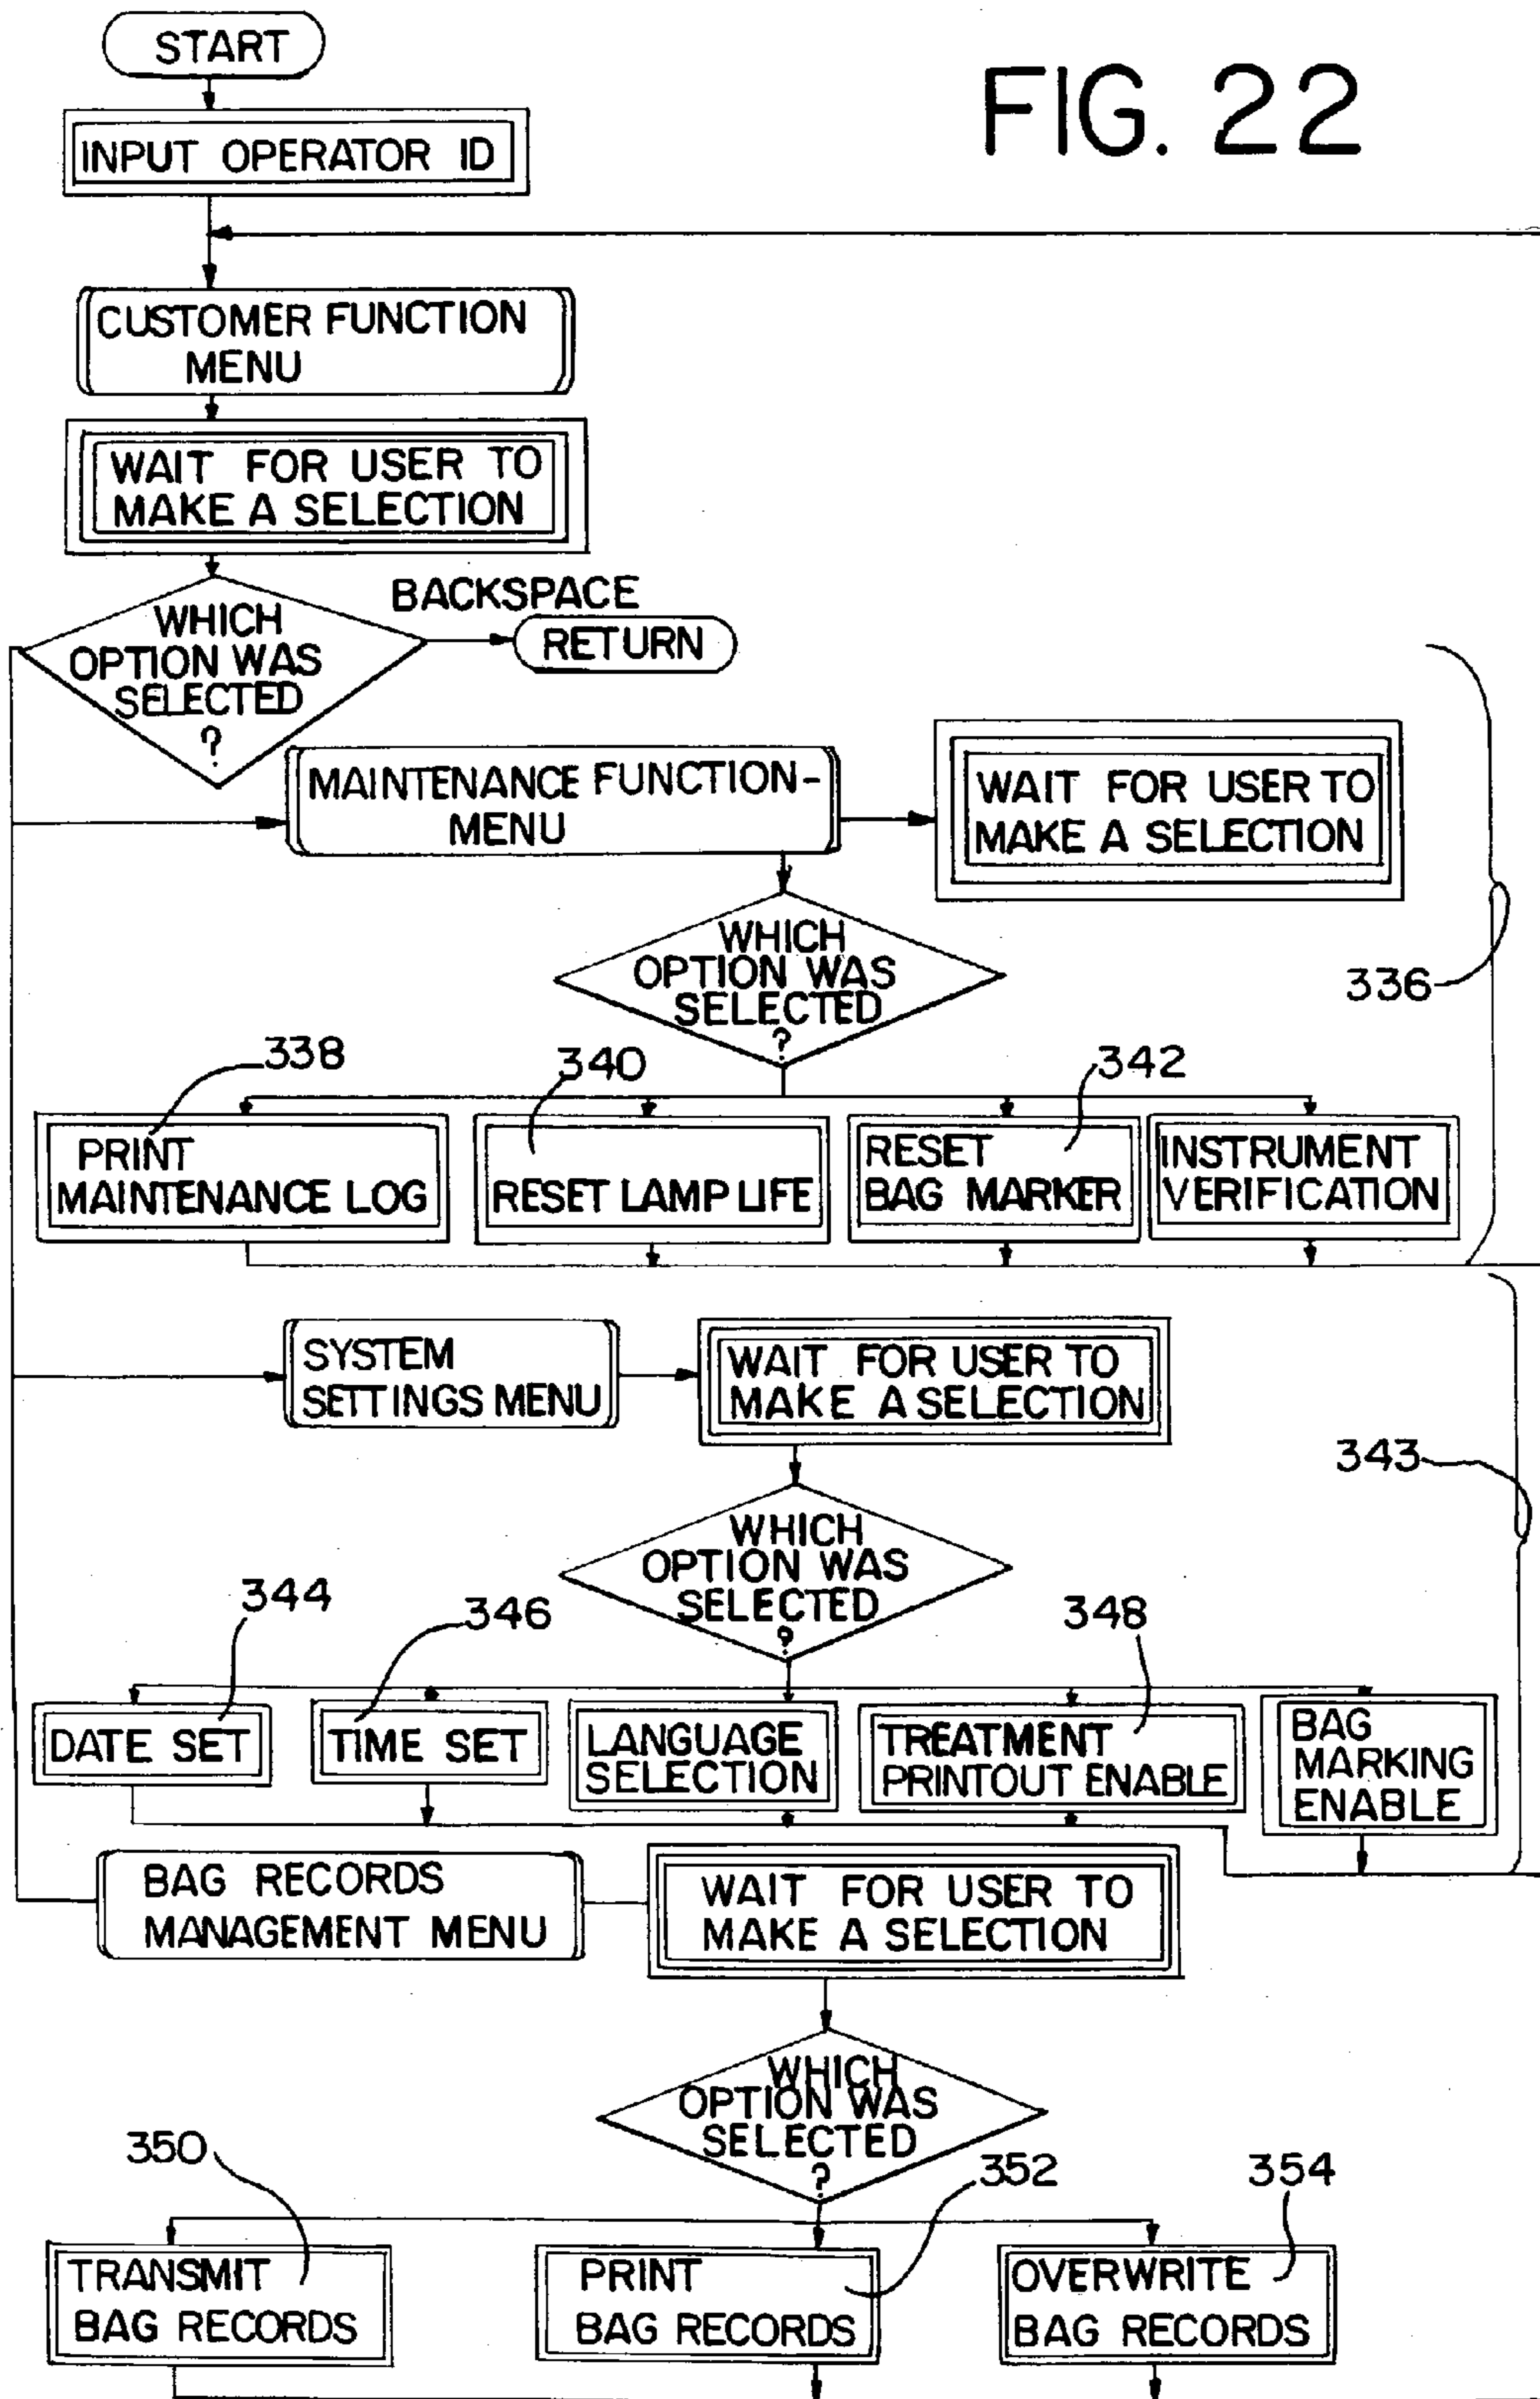 START
FIG. 22
INPUT OPERATOR ID
CUSTOMER FUNCTION
MENU
WAIT FOR USER TO
MAKE A SELECTION
BACKSPACE
WHICH
OPTION WAS
SELECTED
?
RETURN
MAINTENANCE FUNCTION-
MENU
WAIT FOR USER TO
MAKE A SELECTION
WHICH
OPTION WAS
SELECTED
?
336
338
340
342
PRINT
MAINTENANCE LOG
RESET LAMP LIFE
RESET
BAG MARKER
INSTRUMENT
VERIFICATION
SYSTEM
SETTINGS MENU
WAIT FOR USER TO
MAKE A SELECTION
343
WHICH
OPTION WAS
SELECTED
?
344
346
348
DATE SET
TIME SET
LANGUAGE
SELECTION
TREATMENT
PRINTOUT ENABLE
BAG
MARKING
ENABLE
BAG RECORDS
MANAGEMENT MENU
WAIT FOR USER TO
MAKE A SELECTION
WHICH
OPTION WAS
SELECTED
?
350
352
354
TRANSMIT
BAG RECORDS
PRINT
BAG RECORDS
OVERWRITE
BAG RECORDS